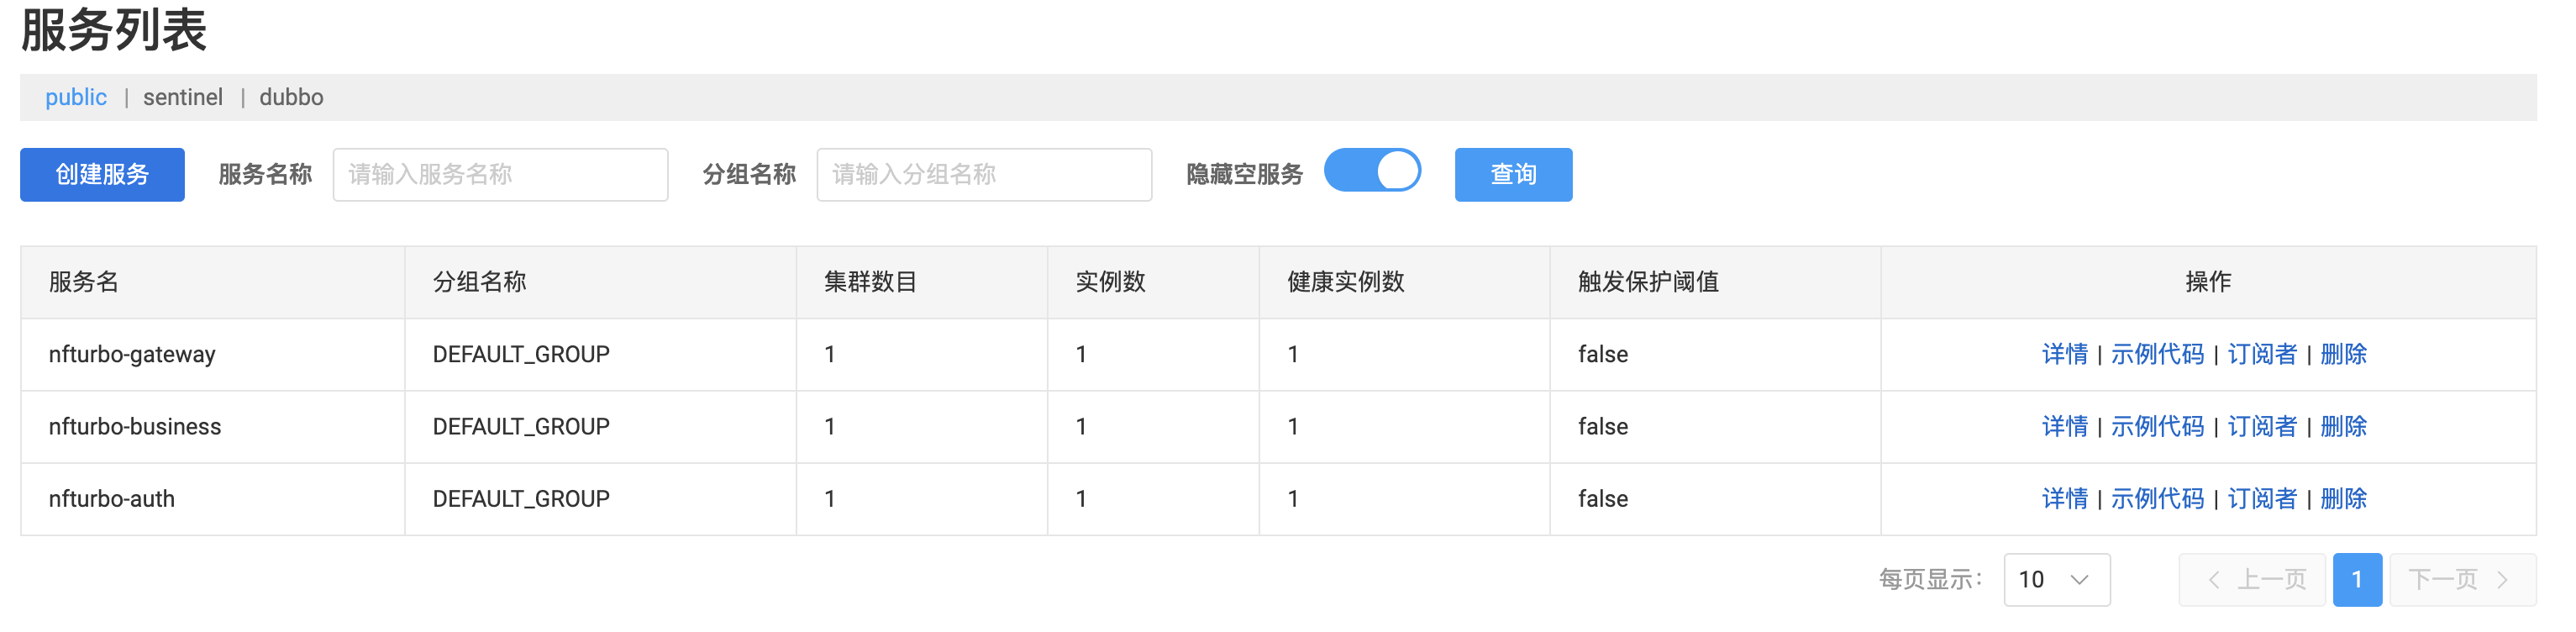 服务列表
public | sentinel | dubbo
创建服务 服务名称 请输入服务名称 分组名称 请输入分组名称 隐藏空服务 查询
服务名 分组名称 集群数目 实例数 健康实例数 触发保护阈值 操作
nfturbo-gateway DEFAULT_GROUP 1 1 1 false 详情 | 示例代码 | 订阅者 | 删除
nfturbo-business DEFAULT_GROUP 1 1 1 false 详情 | 示例代码 | 订阅者 | 删除
nfturbo-auth DEFAULT_GROUP 1 1 1 false 详情 | 示例代码 | 订阅者 | 删除
每页显示: 10 上一页 1 下一页